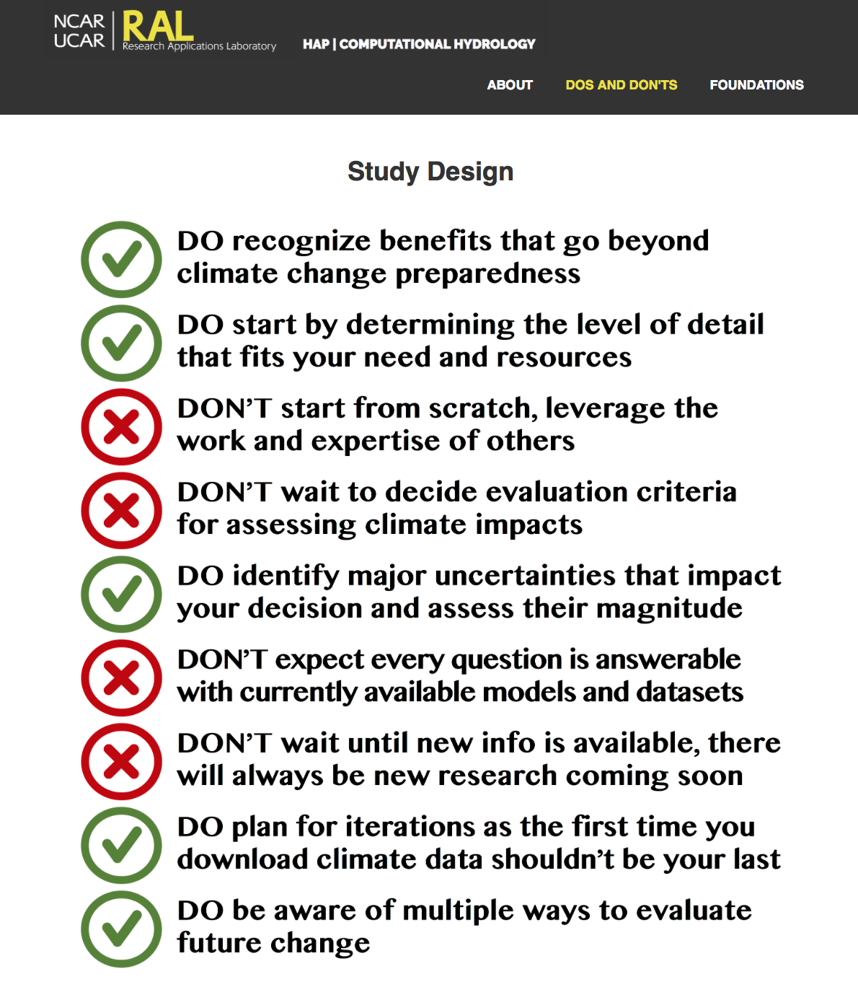 NCAR
UCAR
RAL
Research Applications Laboratory
HAP | COMPUTATIONAL HYDROLOGY
ABOUT
DOS AND DON'TS
FOUNDATIONS
Study Design
DO recognize benefits that go beyond
climate change preparedness
DO start by determining the level of detail
that fits your need and resources
DON’T start from scratch, leverage the
work and expertise of others
DON’T wait to decide evaluation criteria
for assessing climate impacts
DO identify major uncertainties that impact
your decision and assess their magnitude
DON’T expect every question is answerable
with currently available models and datasets
DON’T wait until new info is available, there
will always be new research coming soon
DO plan for iterations as the first time you
download climate data shouldn’t be your last
DO be aware of multiple ways to evaluate
future change